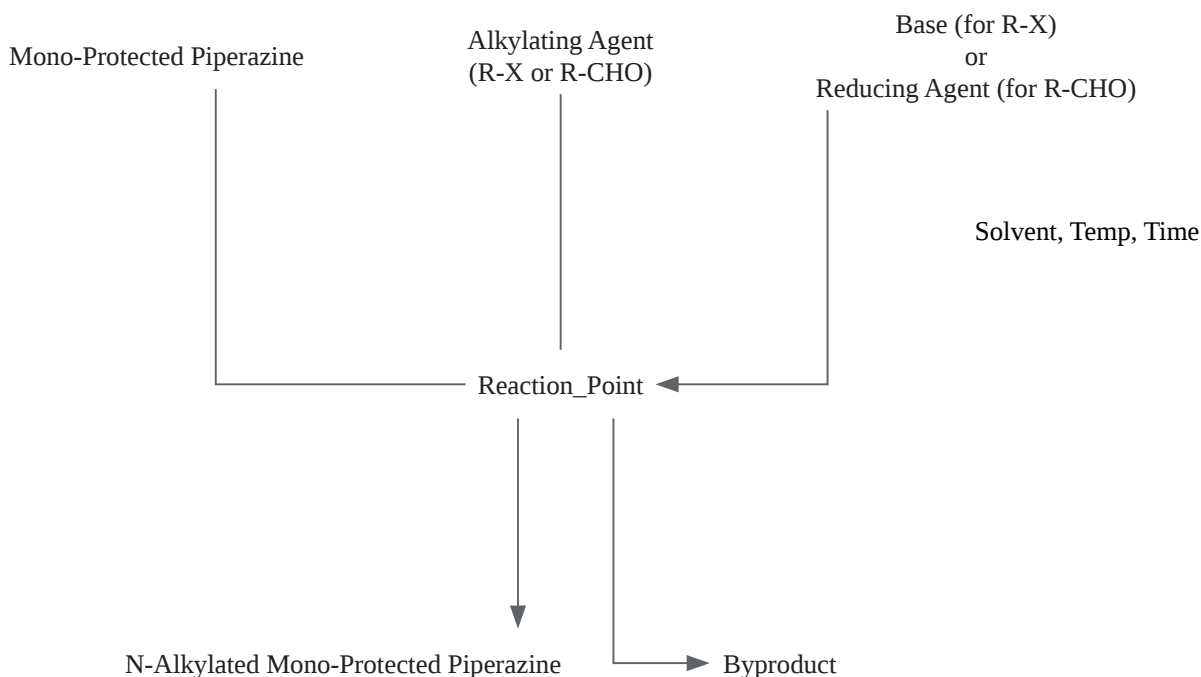 Mono-Protected Piperazine
Alkylating Agent
(R-X or R-CHO)
Base (for R-X)
or
Reducing Agent (for R-CHO)
Solvent, Temp, Time
Reaction_Point
N-Alkylated Mono-Protected Piperazine
Byproduct